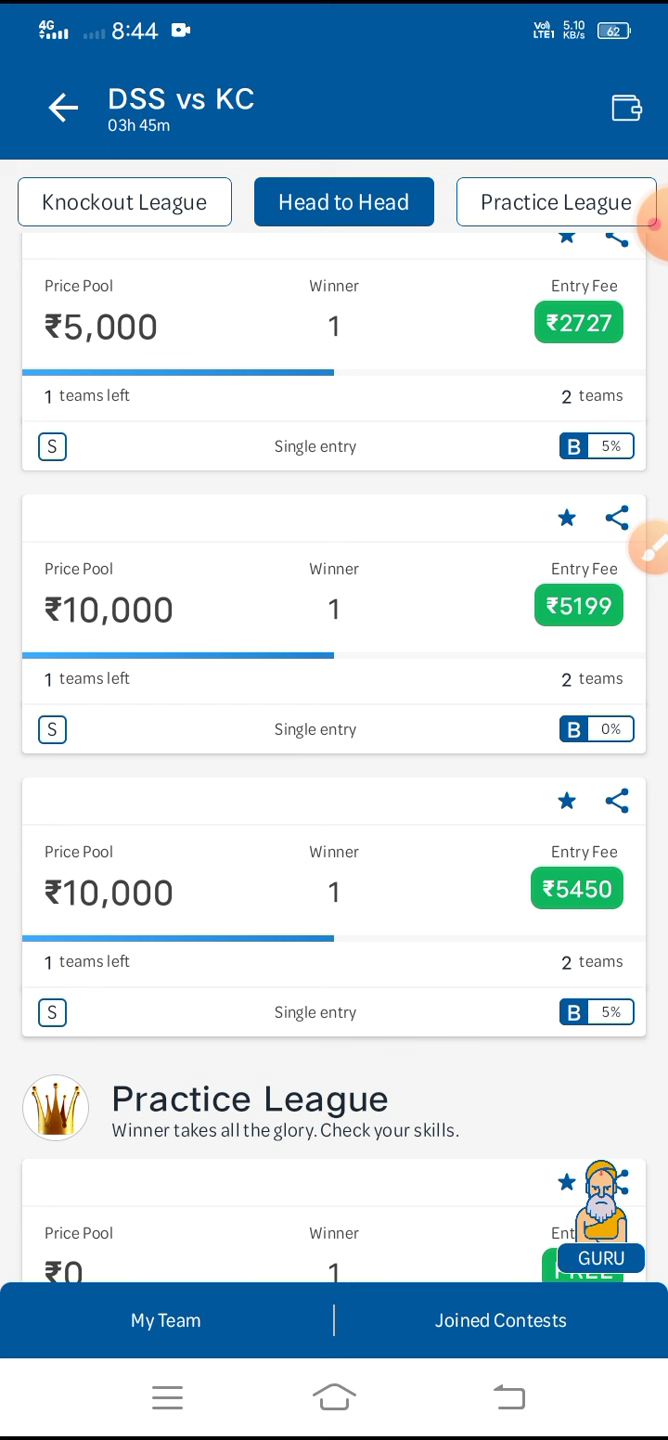 4G 8:44 VoD LTE1 5.10 KB/s 62
DSS vs KC
03h 45m
Knockout League Head to Head Practice League
Price Pool Winner Entry Fee
₹5,000 1 ₹2727
1 teams left 2 teams
S Single entry B 5%
Price Pool Winner Entry Fee
₹10,000 1 ₹5199
1 teams left 2 teams
S Single entry B 0%
Price Pool Winner Entry Fee
₹10,000 1 ₹5450
1 teams left 2 teams
S Single entry B 5%
Practice League
Winner takes all the glory. Check your skills.
Price Pool Winner Ent
₹0 1 FREE
GURU
My Team Joined Contests